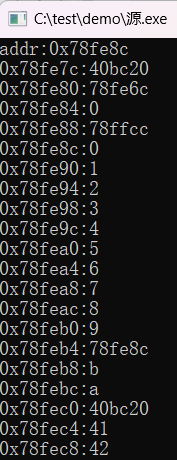 C:\test\demo\源.exe
addr:0x78fe8c
0x78fe7c:40bc20
0x78fe80:78fe6c
0x78fe84:0
0x78fe88:78ffcc
0x78fe8c:0
0x78fe90:1
0x78fe94:2
0x78fe98:3
0x78fe9c:4
0x78fea0:5
0x78fea4:6
0x78fea8:7
0x78feac:8
0x78feb0:9
0x78feb4:78fe8c
0x78feb8:b
0x78febc:a
0x78fec0:40bc20
0x78fec4:41
0x78fec8:42